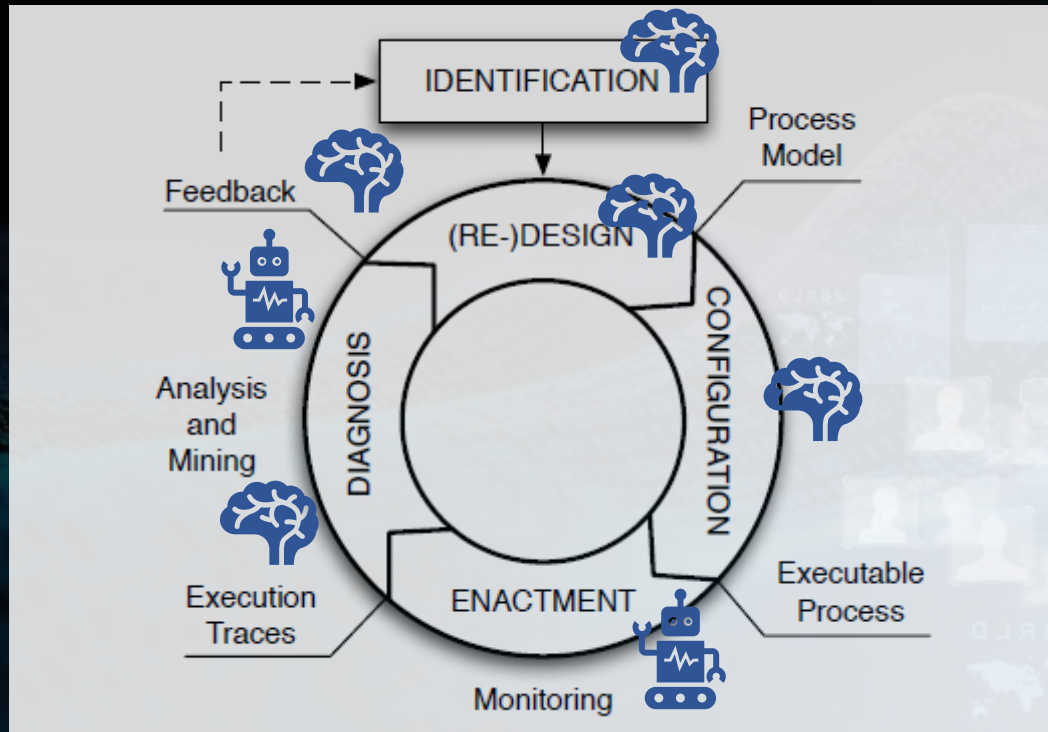 IDENTIFICATION
Process
Model
Feedback
(RE-)DESIGN
CONFIGURATION
DIAGNOSIS
Analysis
and
Mining
Execution
Traces
ENACTMENT
Executable
Process
Monitoring